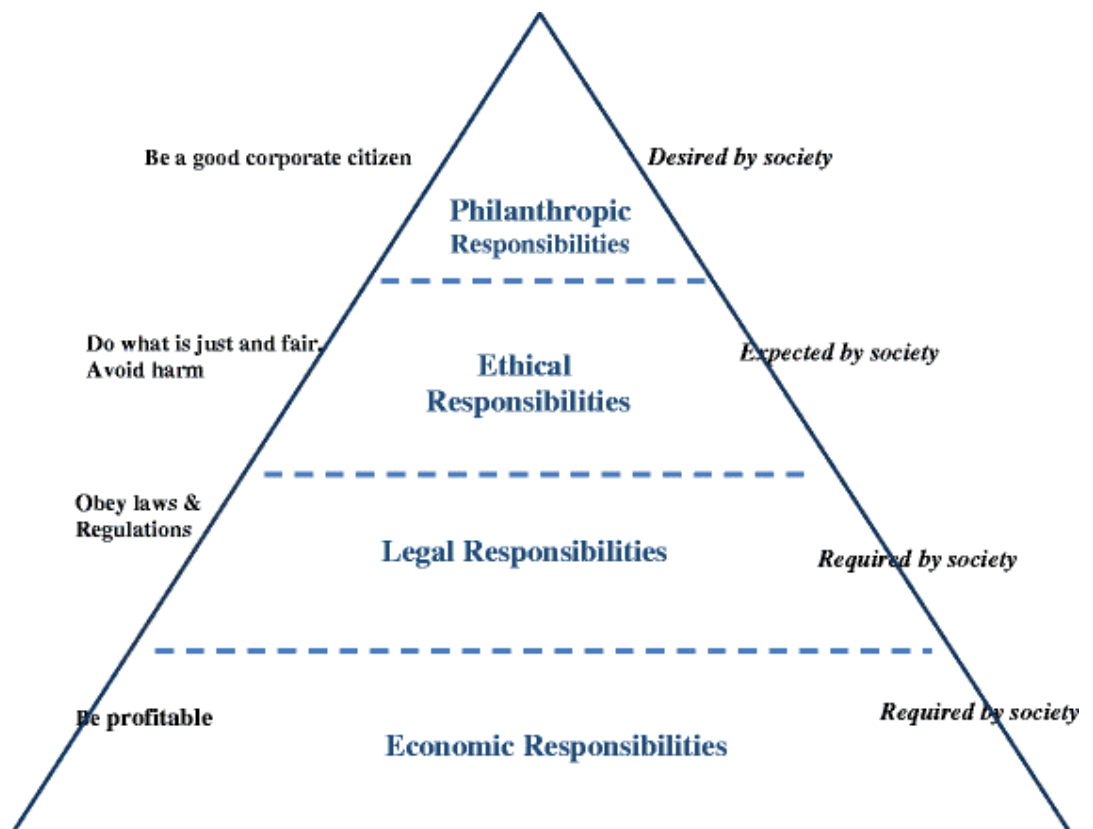 Be a good corporate citizen
Desired by society
Philanthropic
Responsibilities
Do what is just and fair,
Avoid harm
Expected by society
Ethical
Responsibilities
Obey laws &
Regulations
Legal Responsibilities
Required by society
Be profitable
Required by society
Economic Responsibilities